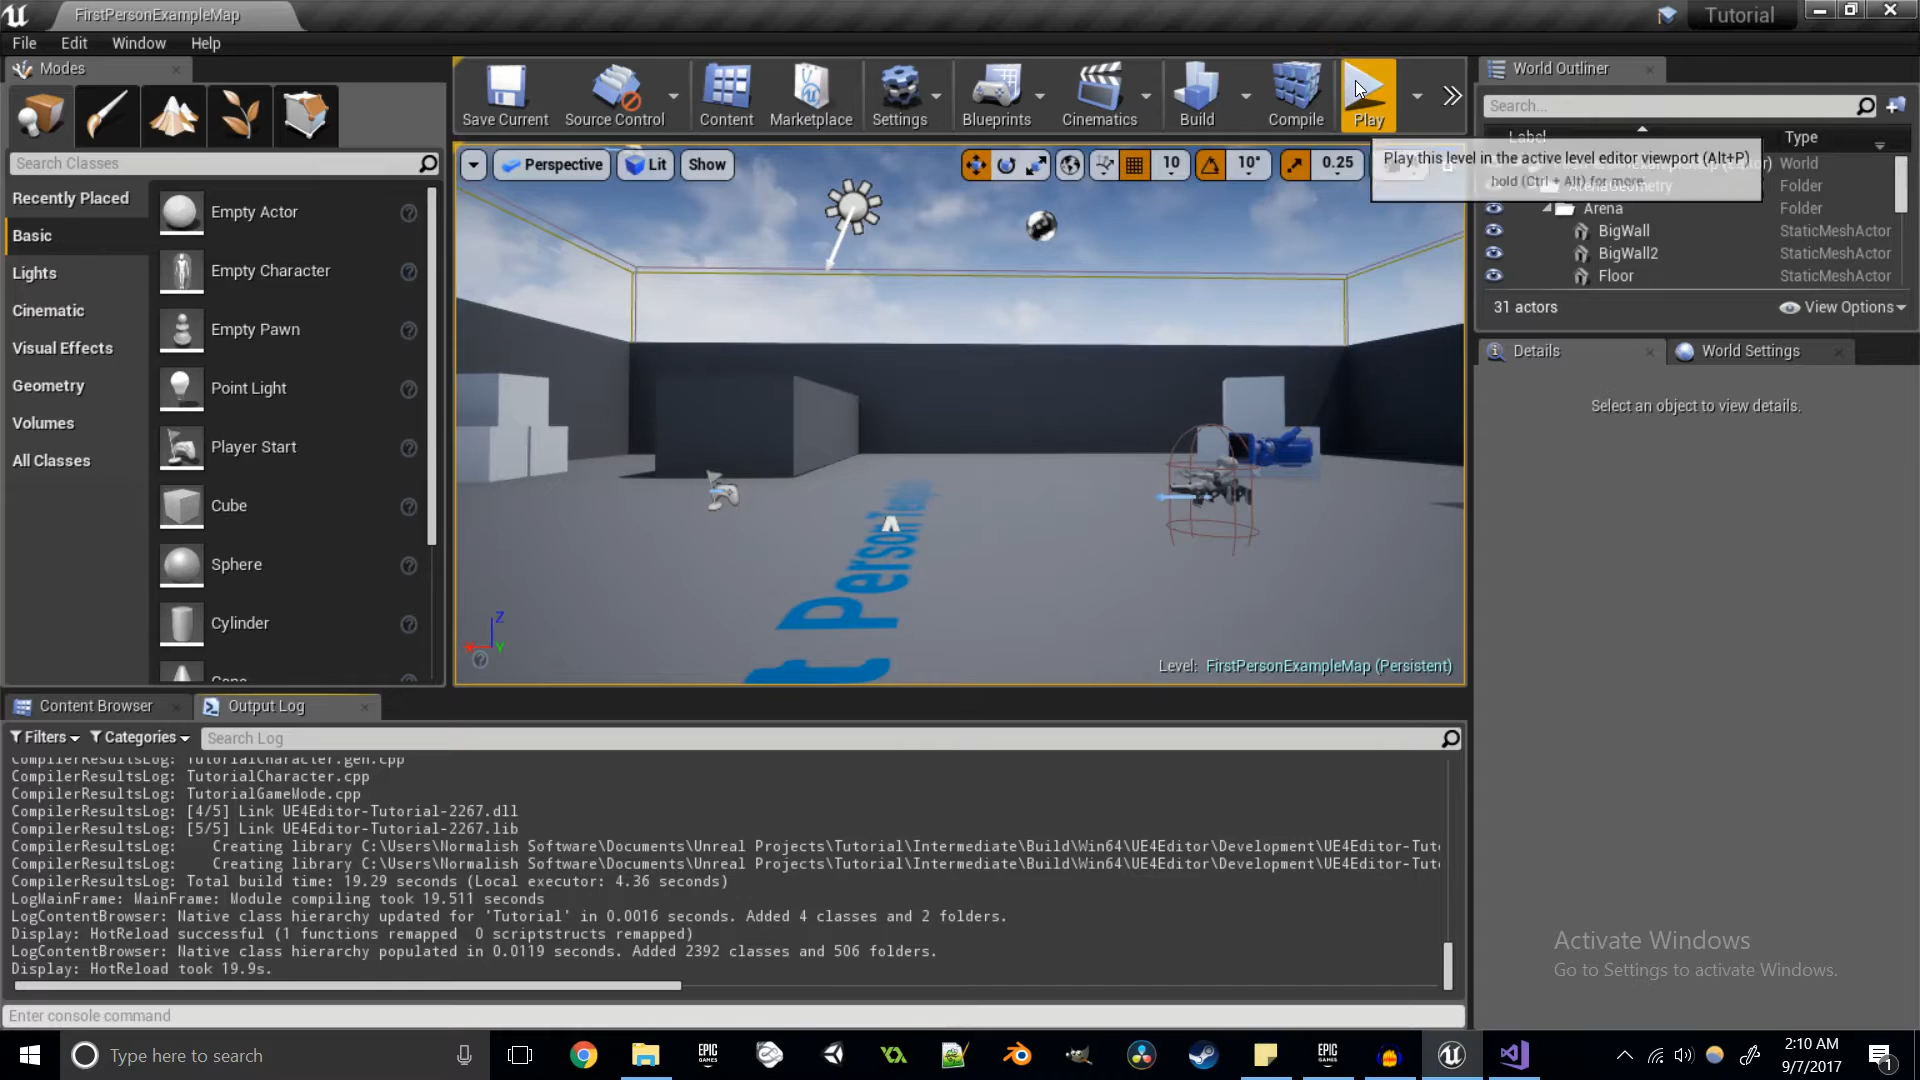 FirstPersonExampleMap
Tutorial
File Edit Window Help
Modes
Save Current
Source Control
Content
Marketplace
Settings
Blueprints
Cinematics
Build
Compile
Play
World Outliner
Search...
Label
Type
Play this level in the active level editor viewport (Alt+P)
hold (Ctrl + Alt) for more
World
Folder
Arena
Folder
BigWall
StaticMeshActor
BigWall2
StaticMeshActor
Floor
StaticMeshActor
31 actors
View Options
Details
World Settings
Select an object to view details.
Search Classes
Recently Placed
Basic
Lights
Cinematic
Visual Effects
Geometry
Volumes
All Classes
Empty Actor
Empty Character
Empty Pawn
Point Light
Player Start
Cube
Sphere
Cylinder
Perspective
Lit
Show
10
10°
0.25
Z
Y
Level: FirstPersonExampleMap (Persistent)
Content Browser
Output Log
Filters
Categories
Search Log
CompilerResultsLog: TutorialCharacter.gen.cpp
CompilerResultsLog: TutorialCharacter.cpp
CompilerResultsLog: TutorialGameMode.cpp
CompilerResultsLog: [4/5] Link UE4Editor-Tutorial-2267.dll
CompilerResultsLog: [5/5] Link UE4Editor-Tutorial-2267.lib
CompilerResultsLog: Creating library C:\Users\Normalish Software\Documents\Unreal Projects\Tutorial\Intermediate\Build\Win64\UE4Editor\Development\UE4Editor-Tut
CompilerResultsLog: Creating library C:\Users\Normalish Software\Documents\Unreal Projects\Tutorial\Intermediate\Build\Win64\UE4Editor\Development\UE4Editor-Tut
CompilerResultsLog: Total build time: 19.29 seconds (Local executor: 4.36 seconds)
LogMainFrame: MainFrame: Module compiling took 19.511 seconds
LogContentBrowser: Native class hierarchy updated for 'Tutorial' in 0.0016 seconds. Added 4 classes and 2 folders.
Display: HotReload successful (1 functions remapped 0 scriptstructs remapped)
LogContentBrowser: Native class hierarchy populated in 0.0119 seconds. Added 2392 classes and 506 folders.
Display: HotReload took 19.9s.
Enter console command
Activate Windows
Go to Settings to activate Windows.
Type here to search
EPIC GAMES
EPIC GAMES
2:10 AM
9/7/2017
1